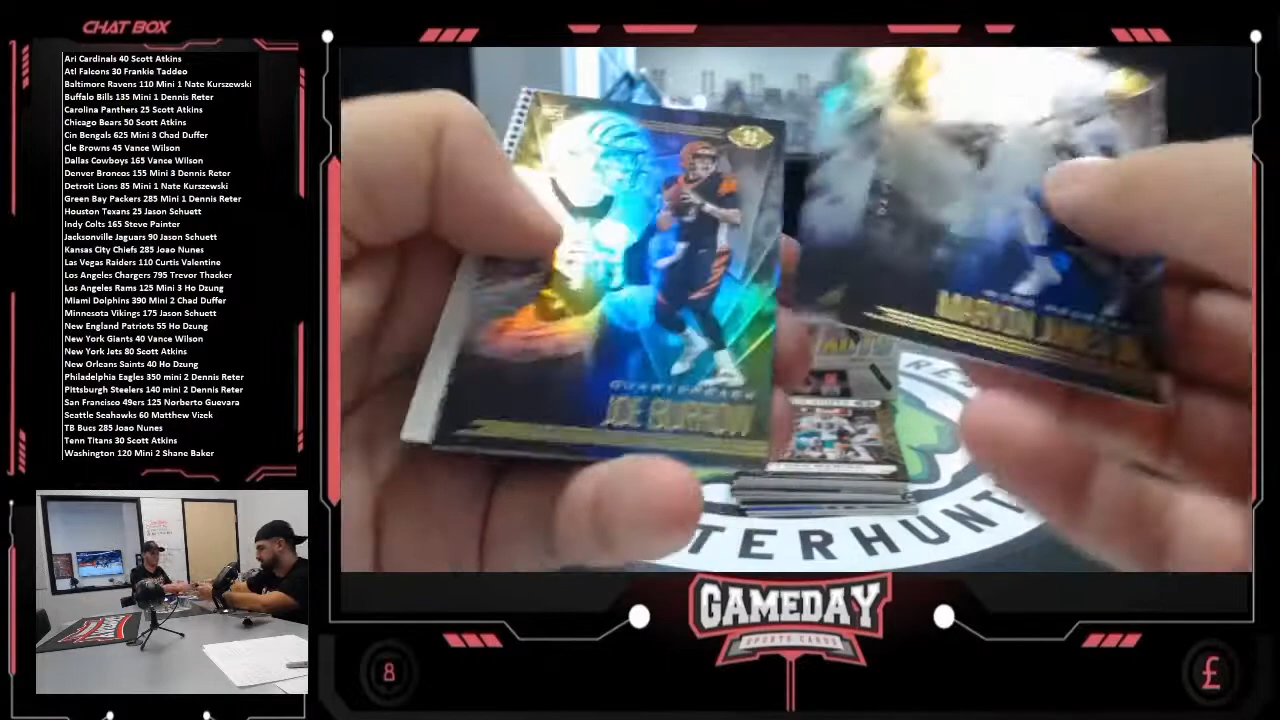 CHAT BOX
Ari Cardinals 40 Scott Atkins
Atl Falcons 30 Frankie Taddeo
Baltimore Ravens 110 Mini 1 Nate Kurszewski
Buffalo Bills 135 Mini 1 Dennis Reter
Carolina Panthers 25 Scott Atkins
Chicago Bears 50 Scott Atkins
Cin Bengals 625 Mini 3 Chad Duffer
Cle Browns 45 Vance Wilson
Dallas Cowboys 165 Vance Wilson
Denver Broncos 155 Mini 3 Dennis Reter
Detroit Lions 85 Mini 1 Nate Kurszewski
Green Bay Packers 285 Mini 1 Dennis Reter
Houston Texans 25 Jason Schuett
Indy Colts 165 Steve Painter
Jacksonville Jaguars 90 Jason Schuett
Kansas City Chiefs 285 Joao Nunes
Las Vegas Raiders 110 Curtis Valentine
Los Angeles Chargers 795 Trevor Thacker
Los Angeles Rams 125 Mini 3 Ho Dzung
Miami Dolphins 390 Mini 2 Chad Duffer
Minnesota Vikings 175 Jason Schuett
New England Patriots 55 Ho Dzung
New York Giants 40 Vance Wilson
New York Jets 80 Scott Atkins
New Orleans Saints 40 Ho Dzung
Philadelphia Eagles 350 mini 2 Dennis Reter
Pittsburgh Steelers 140 mini 2 Dennis Reter
San Francisco 49ers 125 Norberto Guevara
Seattle Seahawks 60 Matthew Vizek
TB Bucs 285 Joao Nunes
Tenn Titans 30 Scott Atkins
Washington 120 Mini 2 Shane Baker
QUARTERBACK
JOE BURROW
MARVIN
TERHUNT
GAMEDAY
SPORTS CARDS
8
£